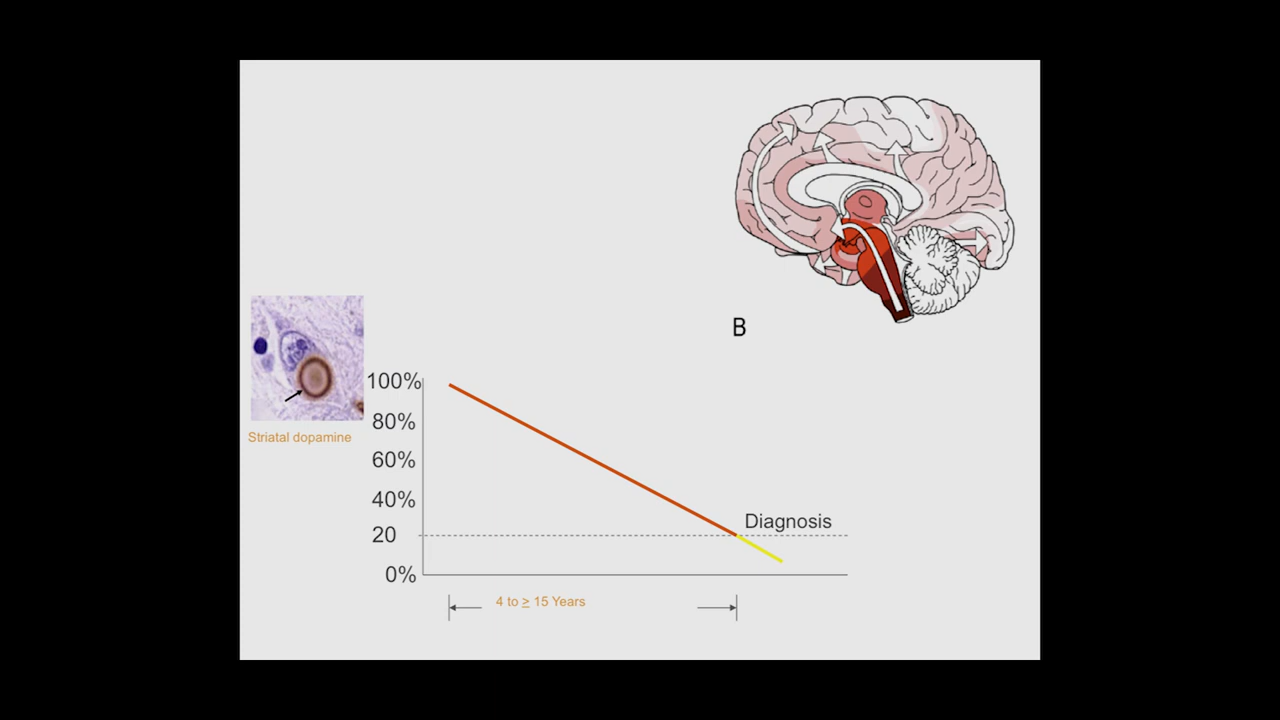 B
100%
80%
Striatal dopamine
60%
40%
20
Diagnosis
0%
4 to ≥ 15 Years